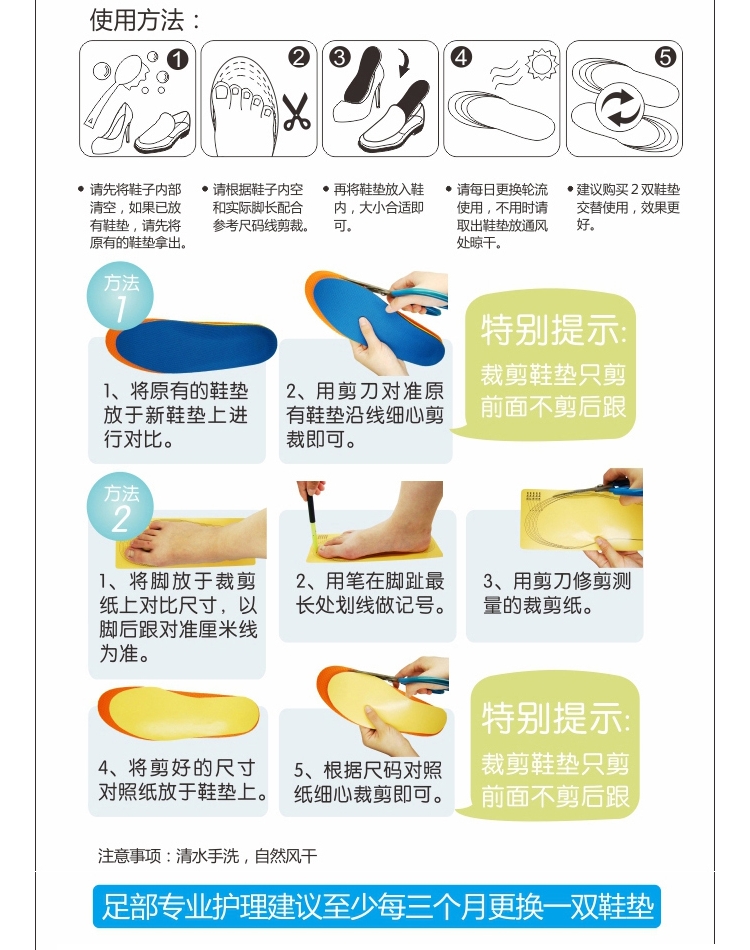 使用方法：
1
2
3
4
5
• 请先将鞋子内部
清空，如果已放
有鞋垫，请先将
原有的鞋垫拿出。
• 请根据鞋子内空
和实际脚长配合
参考尺码线剪裁。
• 再将鞋垫放入鞋
内，大小合适即
可。
• 请每日更换轮流
使用，不用时请
取出鞋垫放通风
处晾干。
• 建议购买２双鞋垫
交替使用，效果更
好。
方法
1
1、将原有的鞋垫
放于新鞋垫上进
行对比。
2、用剪刀对准原
有鞋垫沿线细心剪
裁即可。
特别提示:
裁剪鞋垫只剪
前面不剪后跟
方法
2
1、将脚放于裁剪
纸上对比尺寸，以
脚后跟对准厘米线
为准。
2、用笔在脚趾最
长处划线做记号。
3、用剪刀修剪测
量的裁剪纸。
4、将剪好的尺寸
对照纸放于鞋垫上。
5、根据尺码对照
纸细心裁剪即可。
特别提示:
裁剪鞋垫只剪
前面不剪后跟
注意事项：清水手洗，自然风干
足部专业护理建议至少每三个月更换一双鞋垫